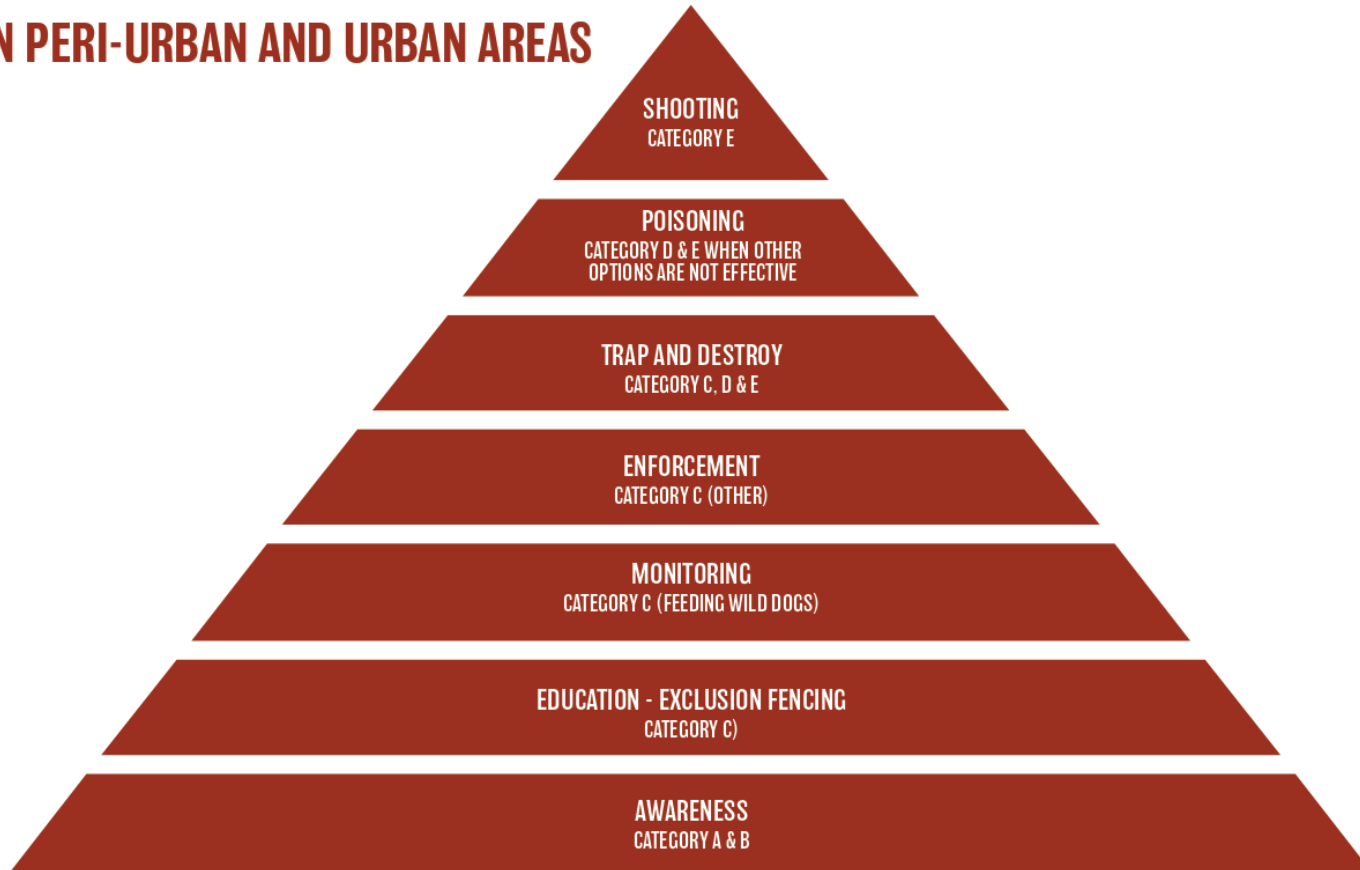 N PERI-URBAN AND URBAN AREAS
SHOOTING
CATEGORY E
POISONING
CATEGORY D & E WHEN OTHER
OPTIONS ARE NOT EFFECTIVE
TRAP AND DESTROY
CATEGORY C, D & E
ENFORCEMENT
CATEGORY C (OTHER)
MONITORING
CATEGORY C (FEEDING WILD DOGS)
EDUCATION - EXCLUSION FENCING
CATEGORY C)
AWARENESS
CATEGORY A & B